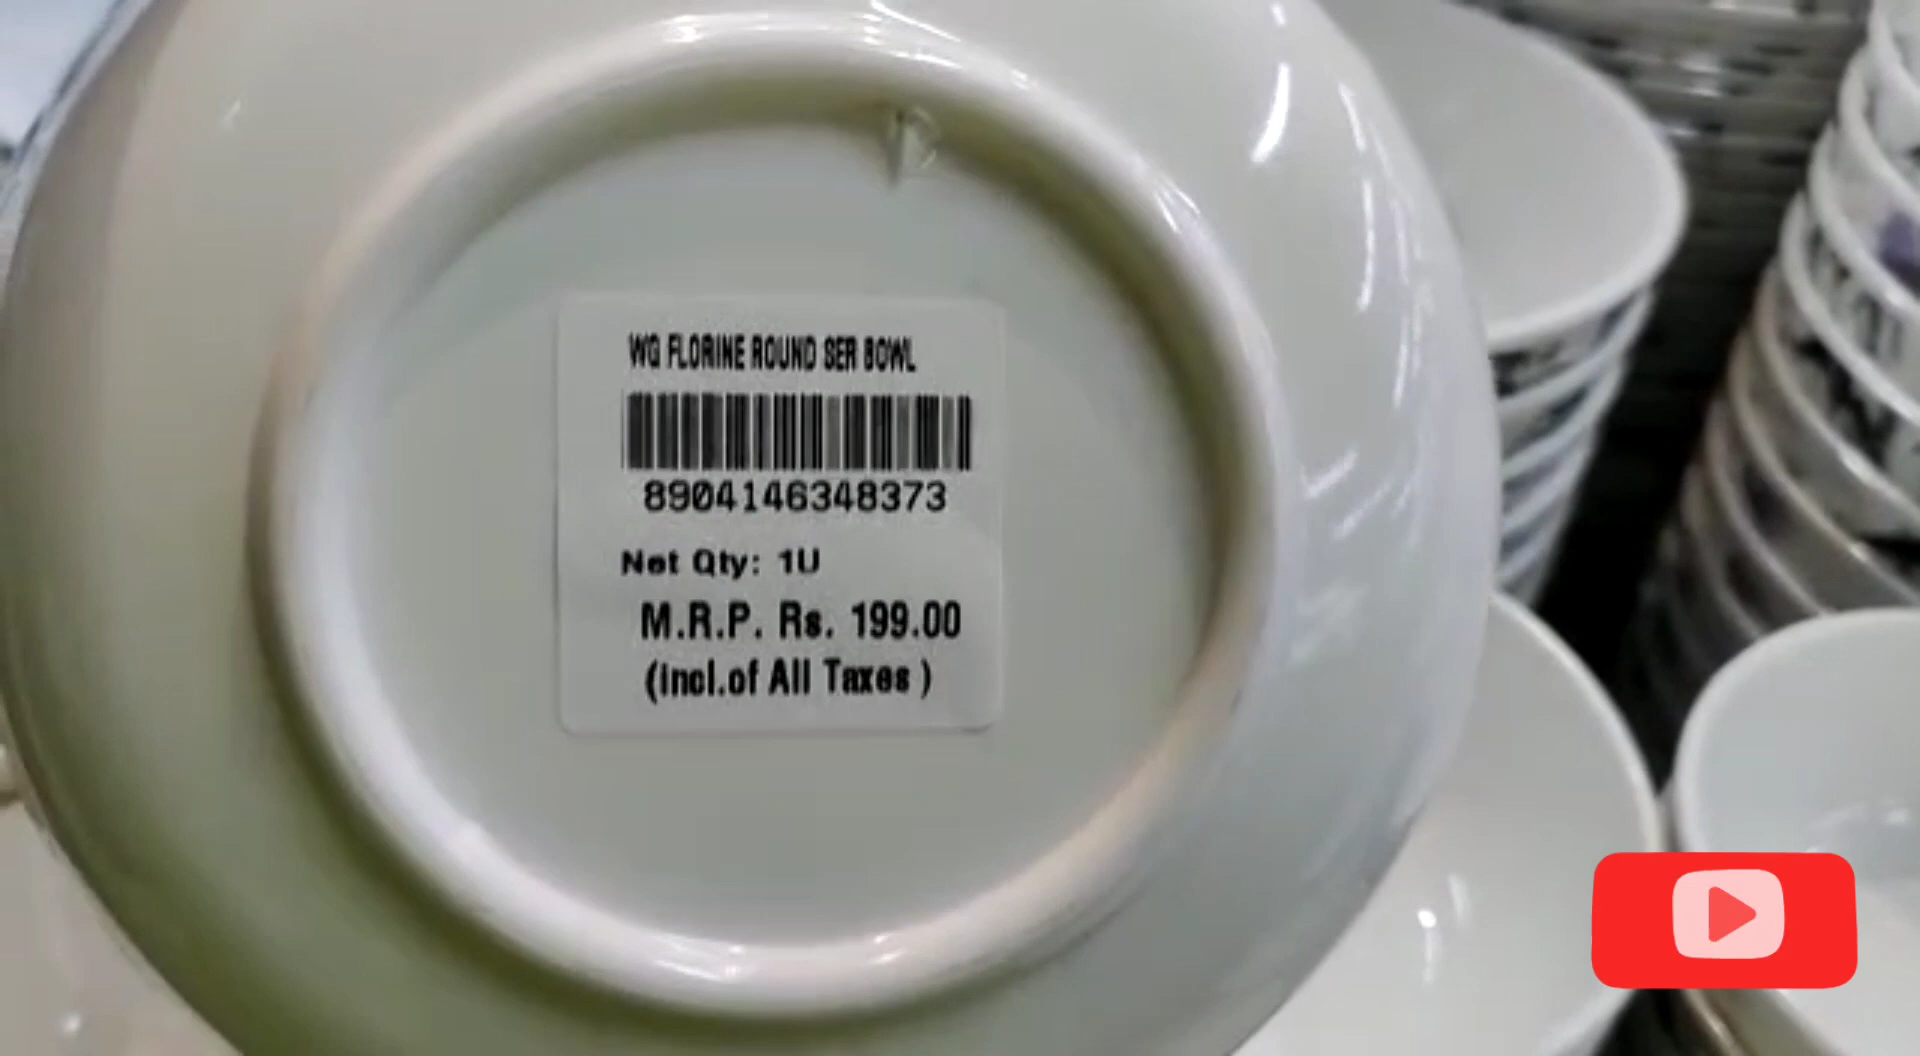 WG FLORINE ROUND SER BOWL
8904146348373
Net Qty: 1U
M.R.P. Rs. 199.00
(incl.of All Taxes )